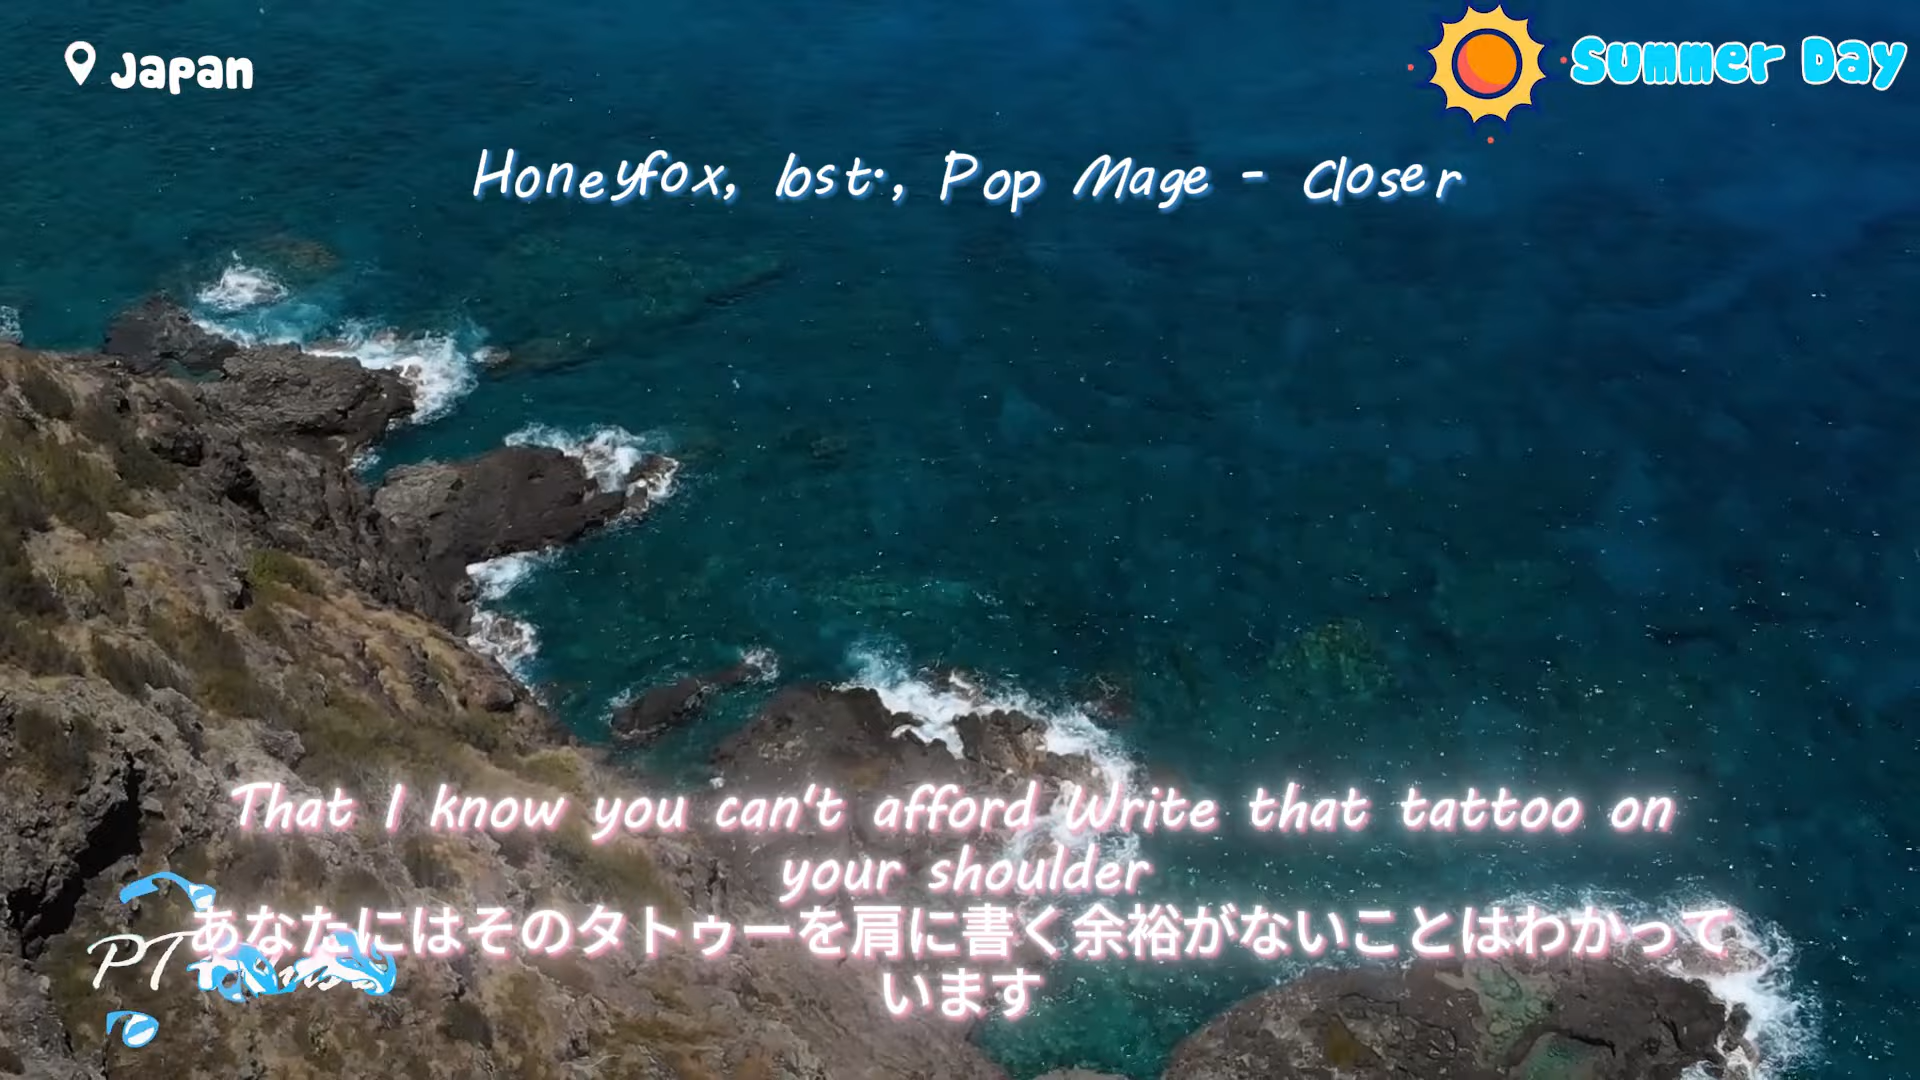 Japan
Summer Day
Honeyfox, lost., Pop Mage - Closer
That I know you can't afford Write that tattoo on
your shoulder
あなたにはそのタトゥーを肩に書く余裕がないことはわかって
います
PT